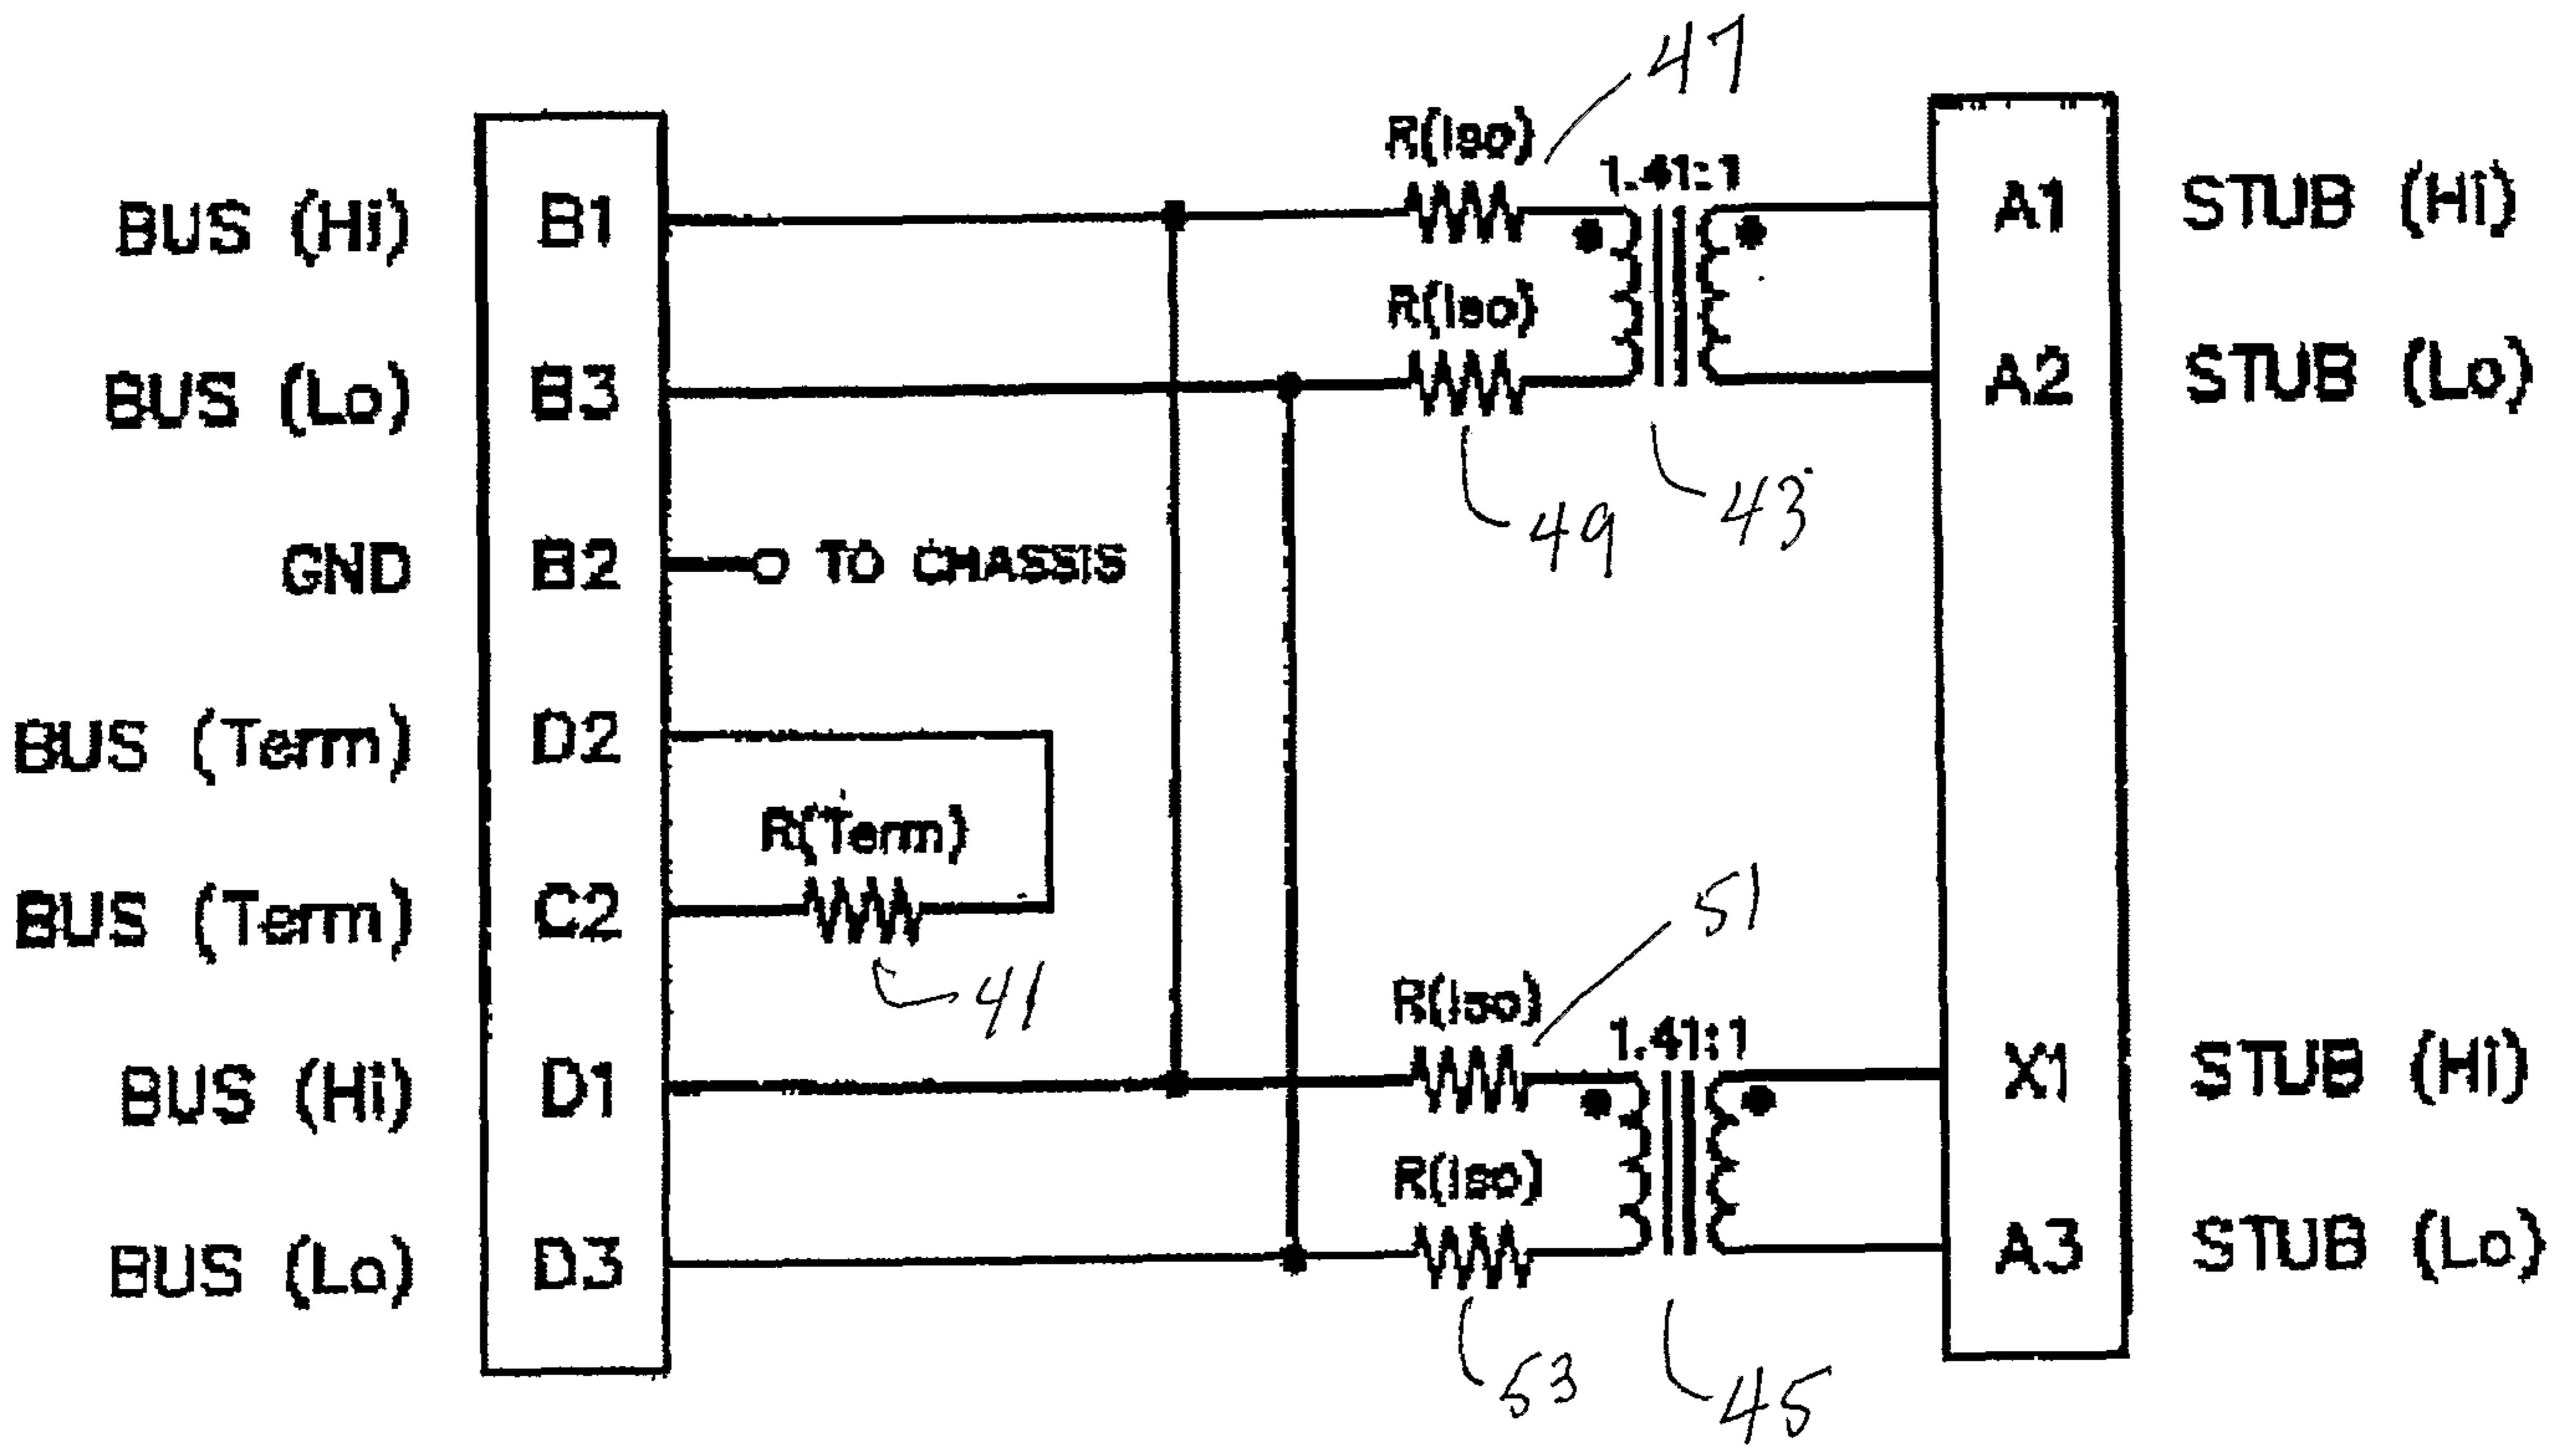 47
R(Iso)
1.41:1
BUS (Hi) B1 A1 STUB (Hi)
R(Iso)
BUS (Lo) B3 A2 STUB (Lo)
49 43
GND B2 TO CHASSIS
BUS (Term) D2
R(Term)
BUS (Term) C2
41
51
R(Iso)
1.41:1
BUS (Hi) D1 X1 STUB (Hi)
R(Iso)
BUS (Lo) D3 A3 STUB (Lo)
53 45